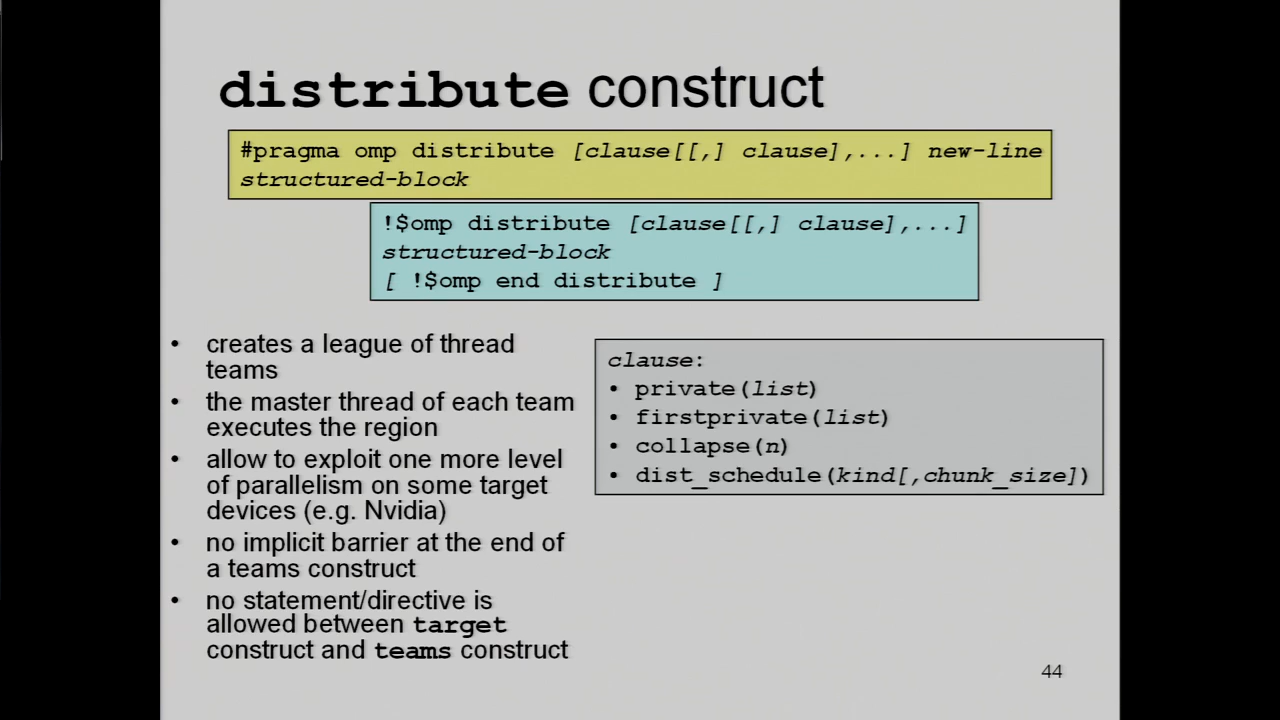 distribute construct
#pragma omp distribute [clause[[,] clause],...] new-line
structured-block
!$omp distribute [clause[[,] clause],...]
structured-block
[ !$omp end distribute ]
• creates a league of thread
teams
• the master thread of each team
executes the region
• allow to exploit one more level
of parallelism on some target
devices (e.g. Nvidia)
• no implicit barrier at the end of
a teams construct
• no statement/directive is
allowed between target
construct and teams construct
clause:
• private(list)
• firstprivate(list)
• collapse(n)
• dist_schedule(kind[,chunk_size])
44